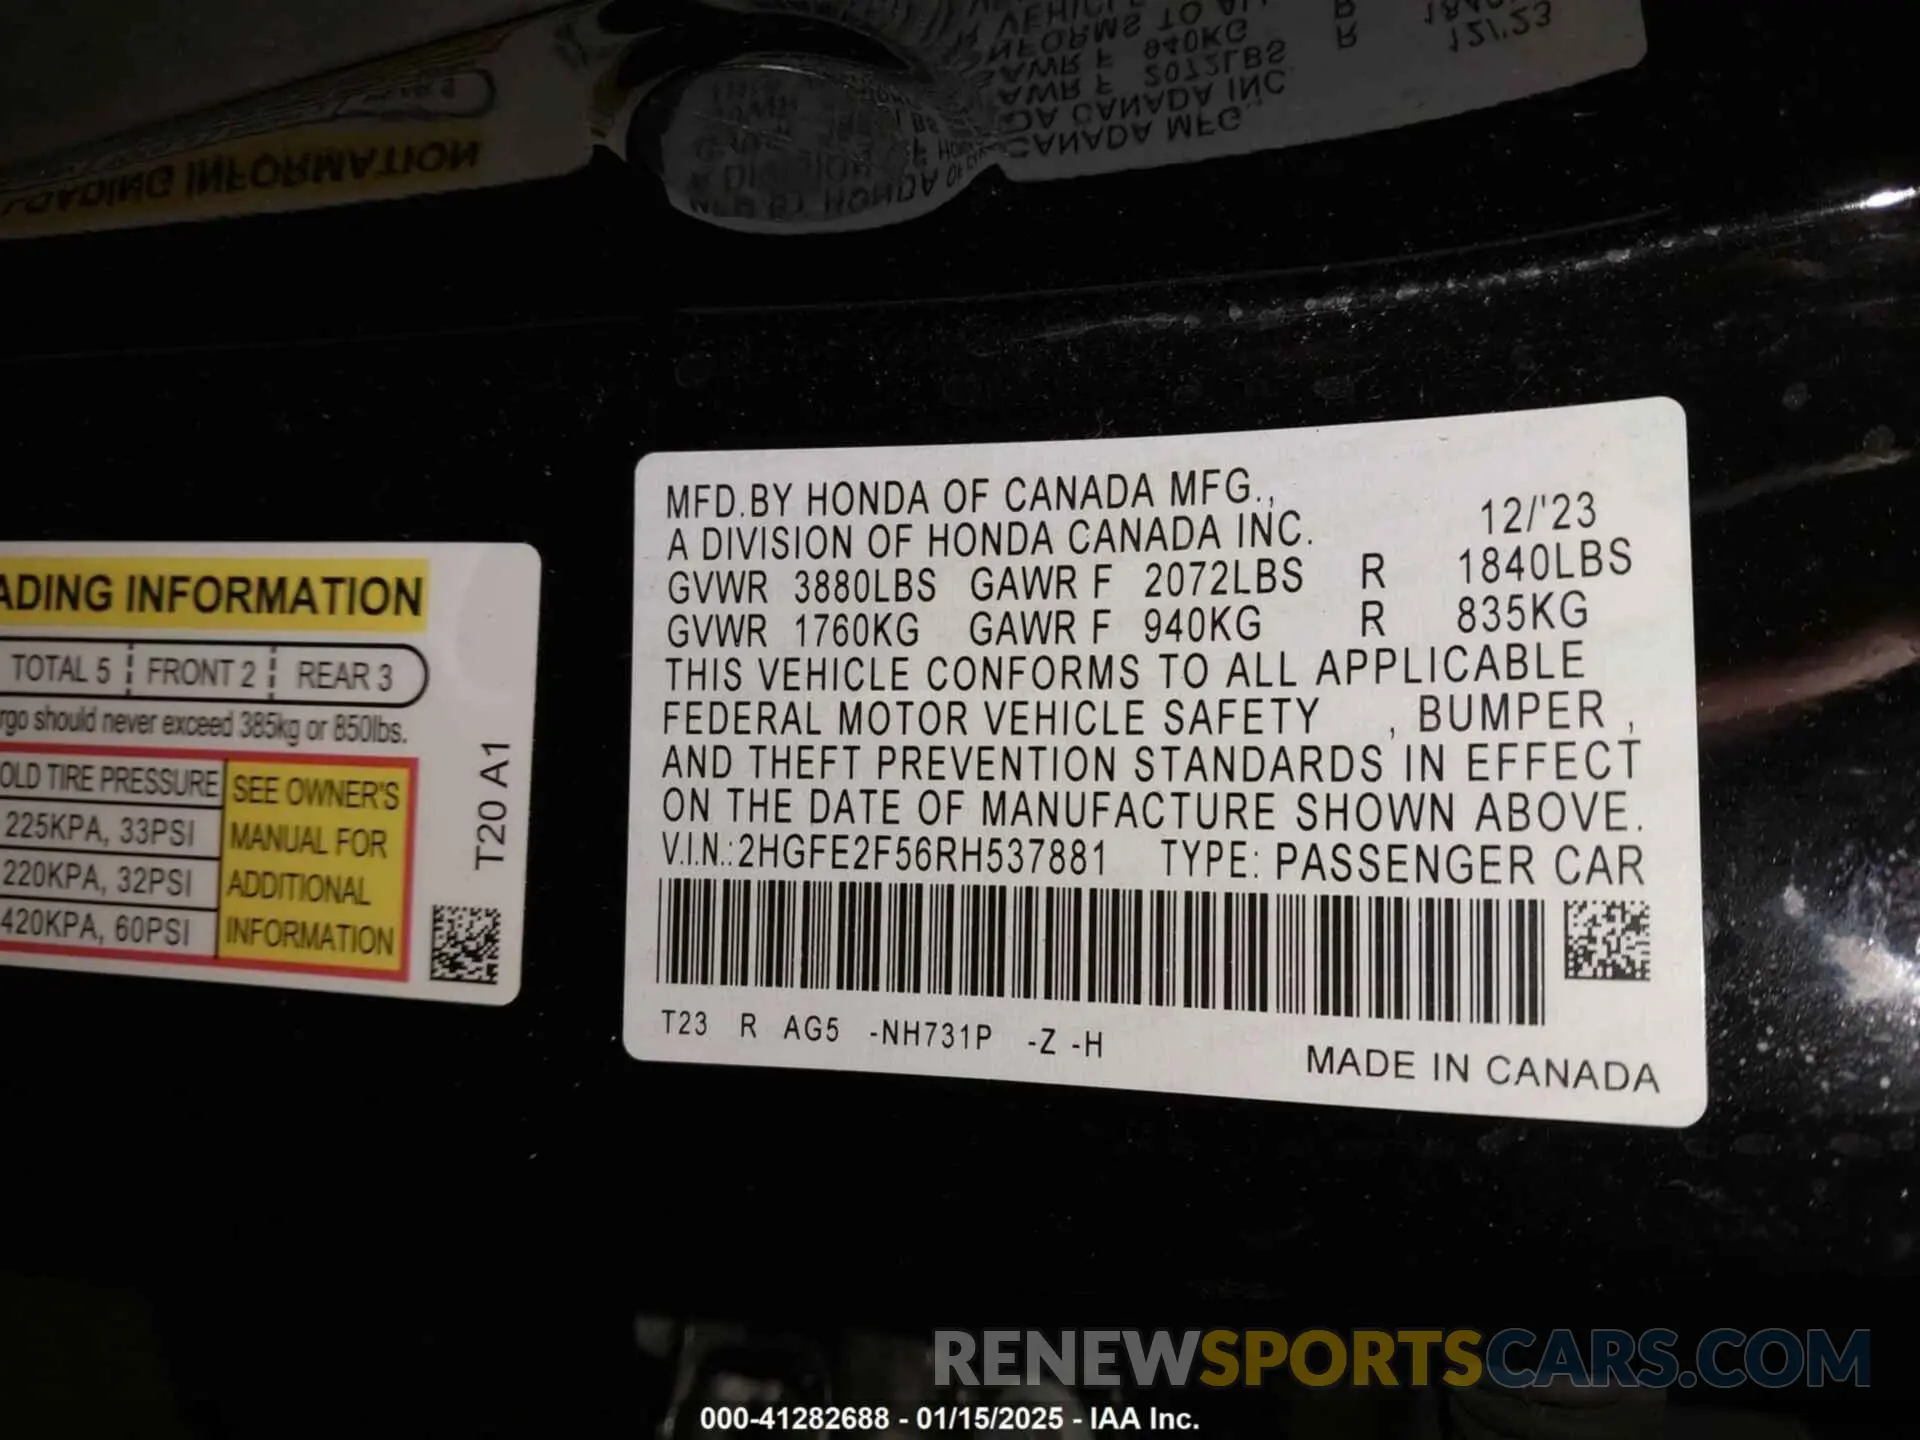 LOADING INFORMATION
12/'23
MFD.BY HONDA OF CANADA MFG.,
A DIVISION OF HONDA CANADA INC. 12/'23
GVWR 3880LBS GAWR F 2072LBS R 1840LBS
GVWR 1760KG GAWR F 940KG R 835KG
THIS VEHICLE CONFORMS TO ALL APPLICABLE
FEDERAL MOTOR VEHICLE SAFETY , BUMPER ,
AND THEFT PREVENTION STANDARDS IN EFFECT
ON THE DATE OF MANUFACTURE SHOWN ABOVE.
V.I.N.:2HGFE2F56RH537881 TYPE: PASSENGER CAR
T23 R AG5 -NH731P -Z -H
MADE IN CANADA
ADING INFORMATION
TOTAL 5 FRONT 2 REAR 3
rgo should never exceed 385kg or 850lbs.
OLD TIRE PRESSURE
225KPA, 33PSI
220KPA, 32PSI
420KPA, 60PSI
SEE OWNER'S
MANUAL FOR
ADDITIONAL
INFORMATION
T20 A1
RENEWSPORTSCARS.COM
000-41282688 - 01/15/2025 - IAA Inc.